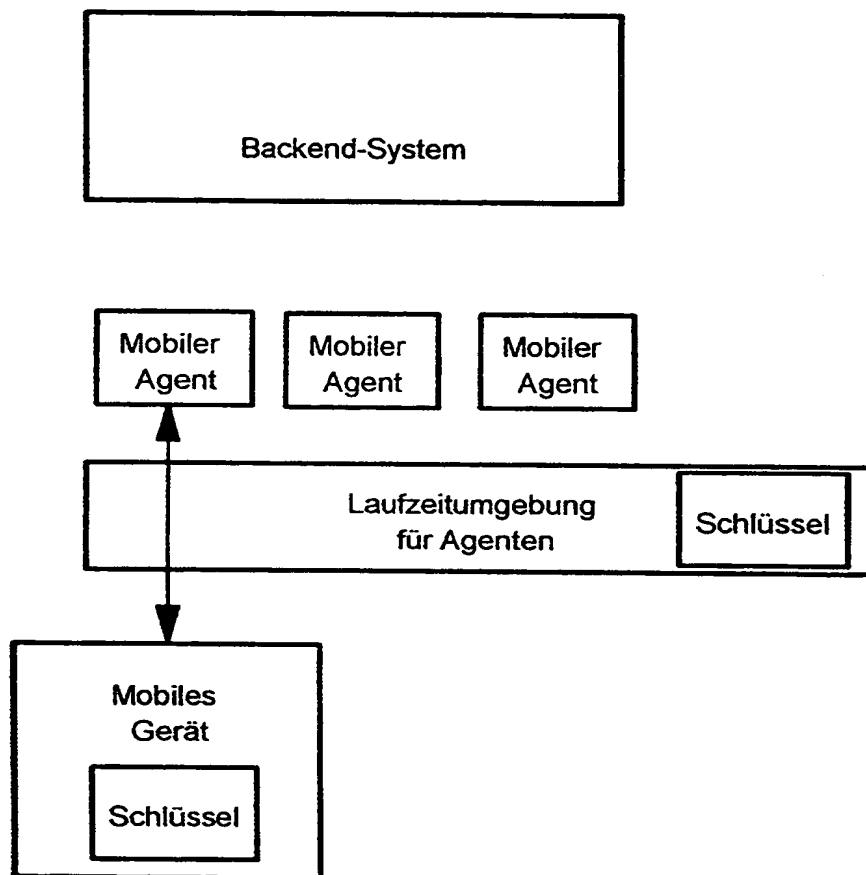 Backend-System
Mobiler
Agent
Mobiler
Agent
Mobiler
Agent
Laufzeitumgebung
für Agenten
Schlüssel
Mobiles
Gerät
Schlüssel